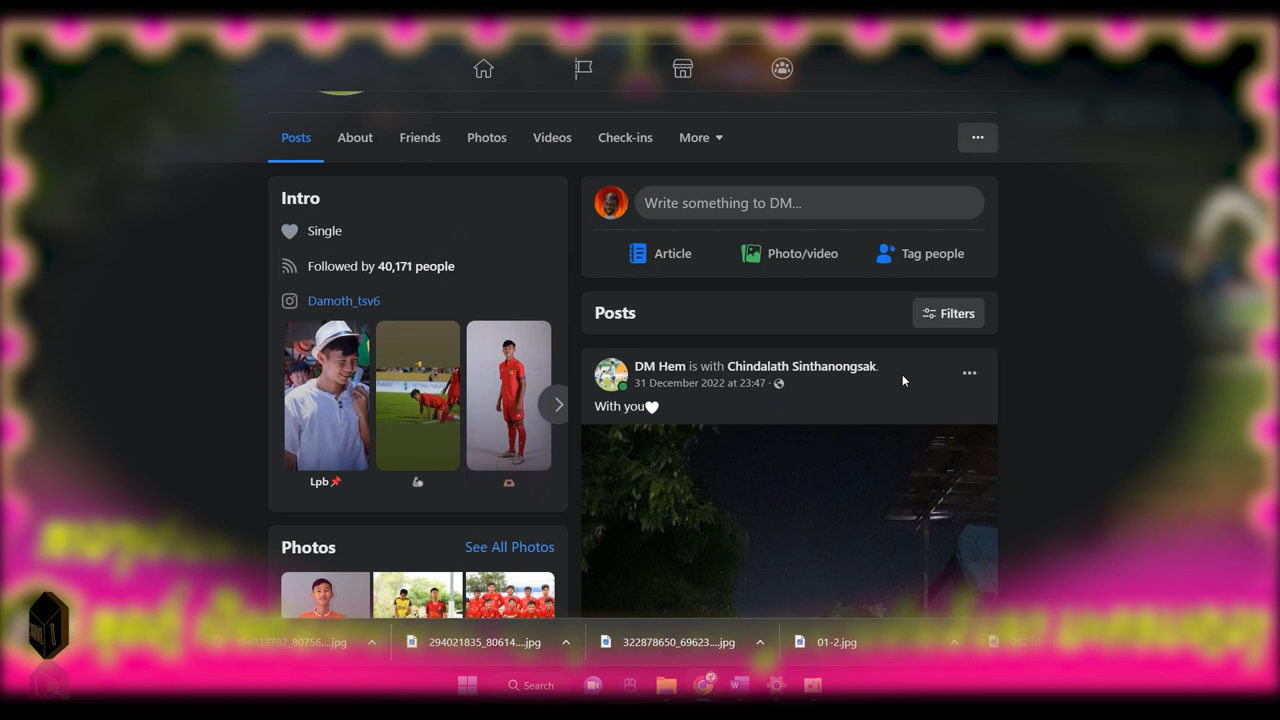 Posts About Friends Photos Videos Check-ins More
Intro
Single
Followed by 40,171 people
Damoth_tsv6
Lpb
Photos
See All Photos
Write something to DM...
Article Photo/video Tag people
Posts
Filters
DM Hem is with Chindalath Sinthanongsak.
31 December 2022 at 23:47 ·
With you
294239782_80756....jpg 294021835_80614....jpg 322878650_69623....jpg 01-2.jpg
Search